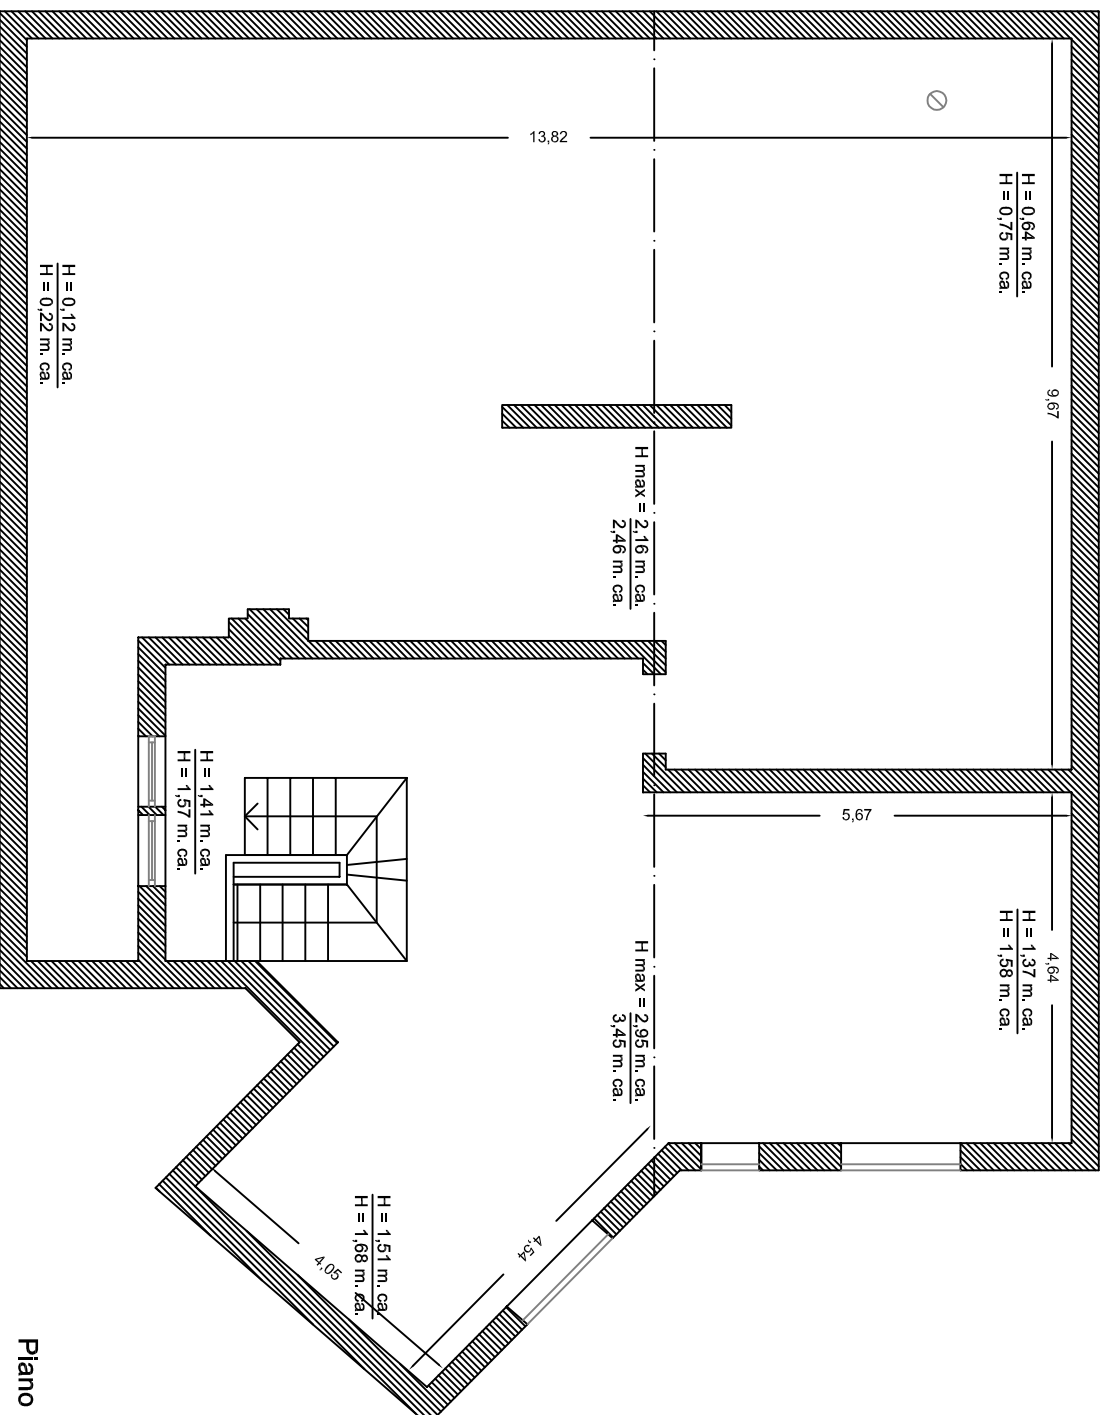 13,82
H = 0,64 m. ca.
H = 0,75 m. ca.
9,67
H = 0,12 m. ca.
H = 0,22 m. ca.
H max = 2,16 m. ca.
2,46 m. ca.
H = 1,41 m. ca.
H = 1,57 m. ca.
5,67
H = 1,37 m. ca.
H = 1,58 m. ca.
4,64
H max = 2,95 m. ca.
3,45 m. ca.
4,54
4,05
H = 1,51 m. ca.
H = 1,68 m. ca.
Piano